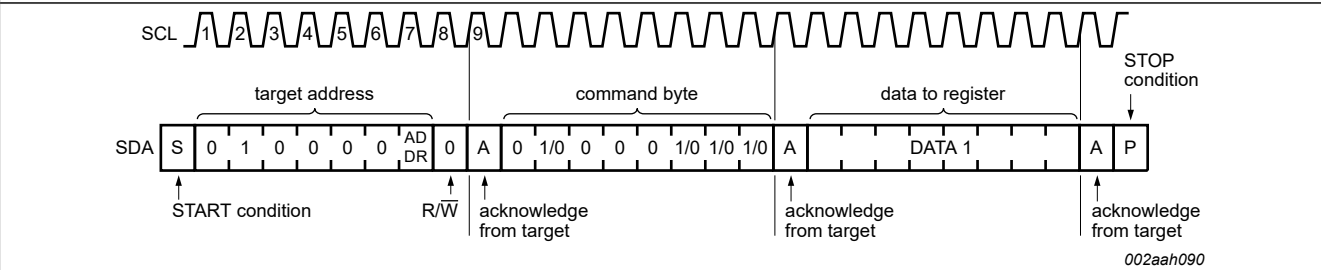 SCL 1 2 3 4 5 6 7 8 9
STOP
condition
target address command byte data to register
SDA S 0 1 0 0 0 0 AD DR 0 A 0 1/0 0 0 0 1/0 1/0 1/0 A DATA 1 A P
START condition R/W̅ acknowledge from target acknowledge from target acknowledge from target
002aah090